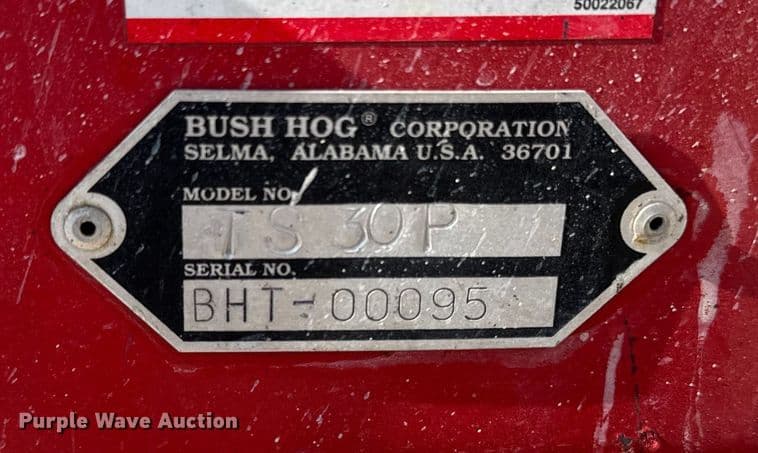 50022067
BUSH HOG® CORPORATION
SELMA, ALABAMA U.S.A. 36701
MODEL NO.
TS 30P
SERIAL NO.
BHT-00095
Purple Wave Auction